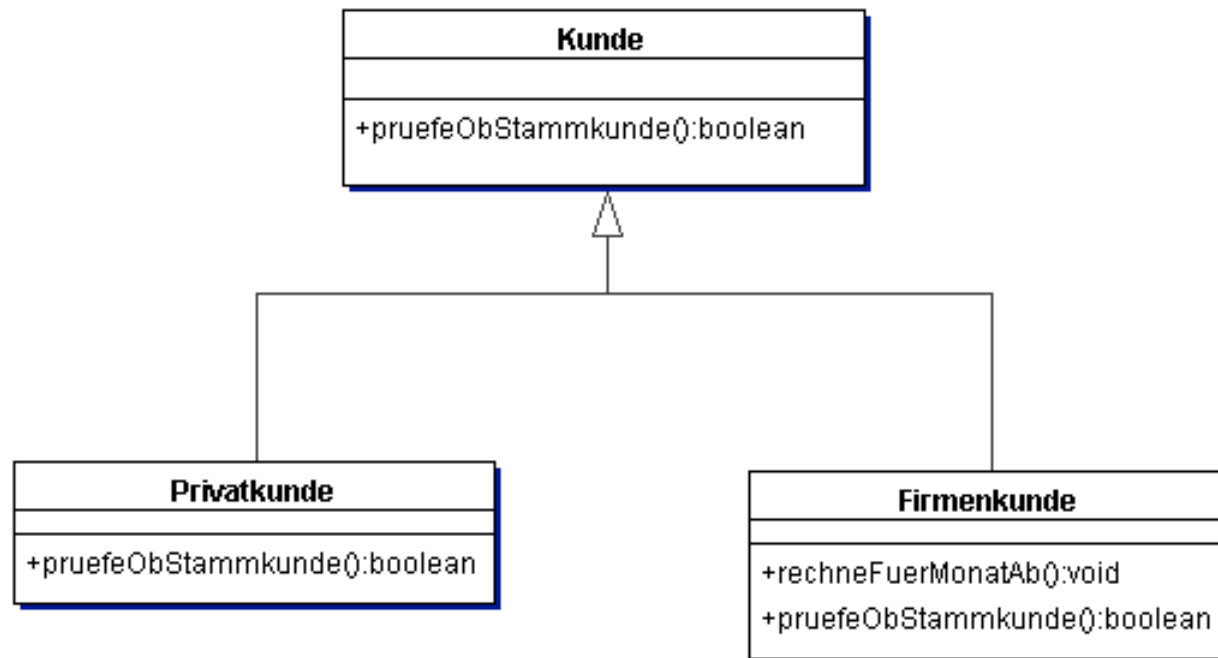 Kunde
+pruefeObStammkunde():boolean
Privatkunde
+pruefeObStammkunde():boolean
Firmenkunde
+rechneFuerMonatAb():void
+pruefeObStammkunde():boolean